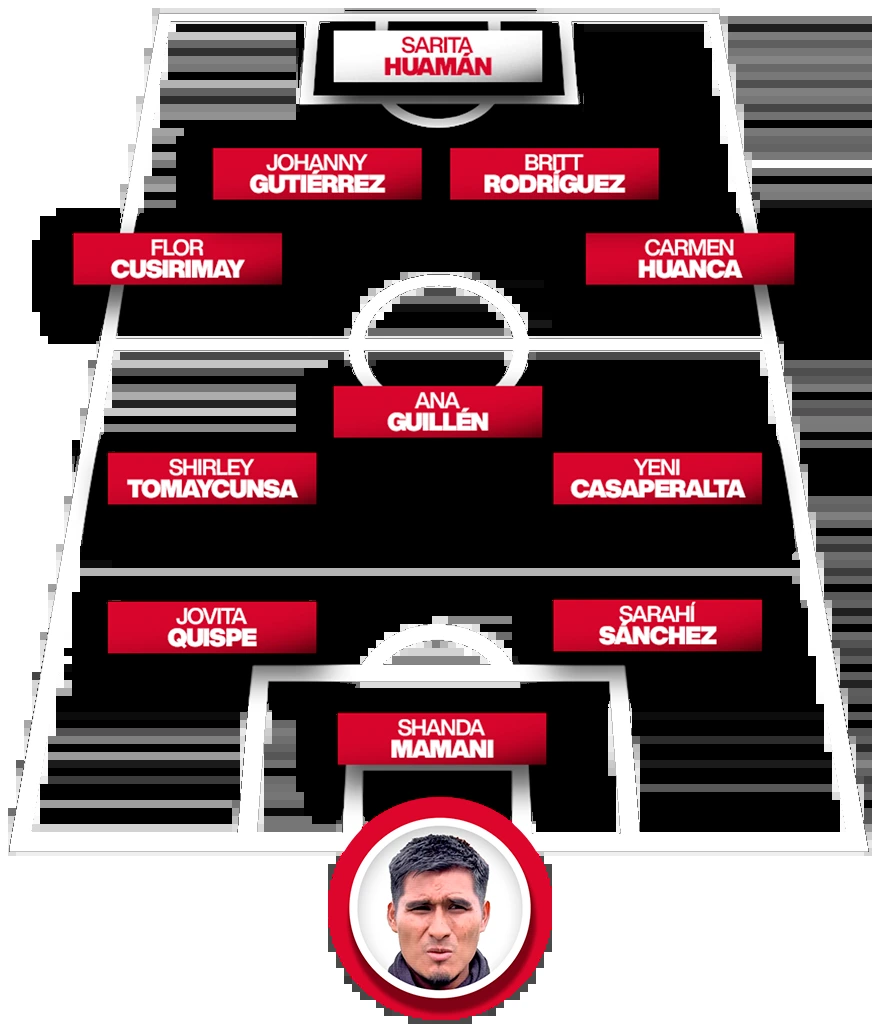 SARITA
HUAMÁN
JOHANNY
GUTIÉRREZ
BRITT
RODRÍGUEZ
FLOR
CUSIRIMAY
CARMEN
HUANCA
ANA
GUILLÉN
SHIRLEY
TOMAYCUNSA
YENI
CASAPERALTA
JOVITA
QUISPE
SARAHÍ
SÁNCHEZ
SHANDA
MAMANI